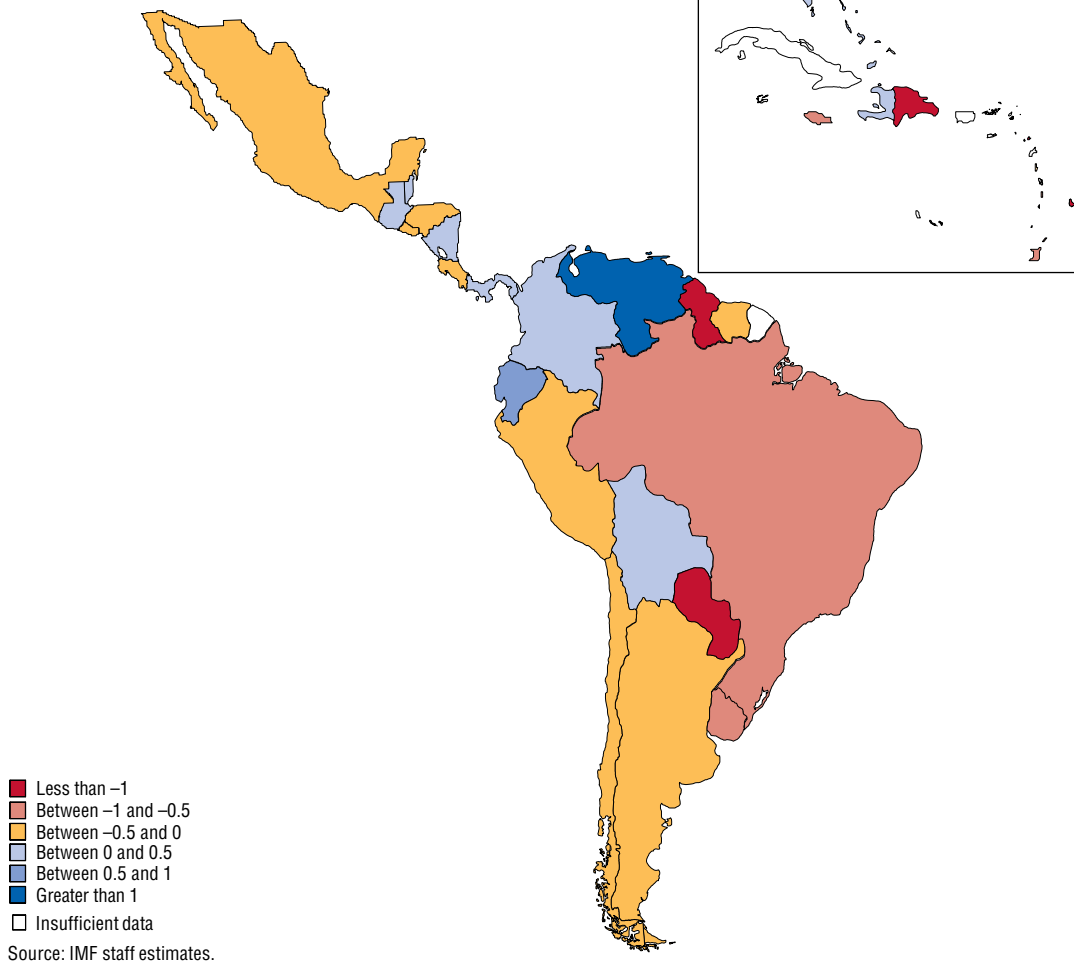 Less than –1
Between –1 and –0.5
Between –0.5 and 0
Between 0 and 0.5
Between 0.5 and 1
Greater than 1
Insufficient data
Source: IMF staff estimates.